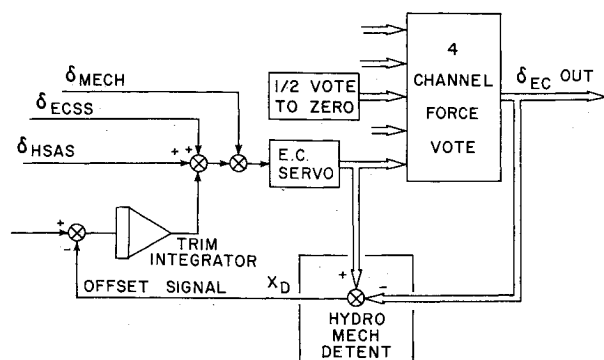 δMECH
δECSS
δHSAS
+ +
+
-
TRIM
INTEGRATOR
OFFSET SIGNAL
XD
1/2 VOTE
TO ZERO
E.C.
SERVO
4
CHANNEL
FORCE
VOTE
δEC OUT
+
-
HYDRO
MECH
DETENT